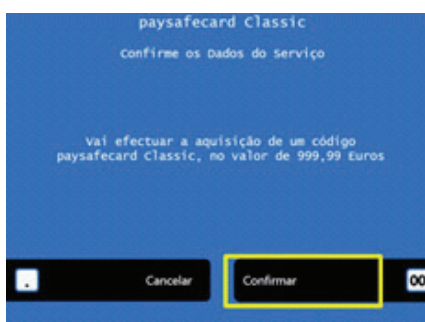 paysafecard Classic
Confirme os Dados do Serviço
Vai efectuar a aquisição de um código
paysafecard Classic, no valor de 999,99 Euros
. Cancelar Confirmar 00